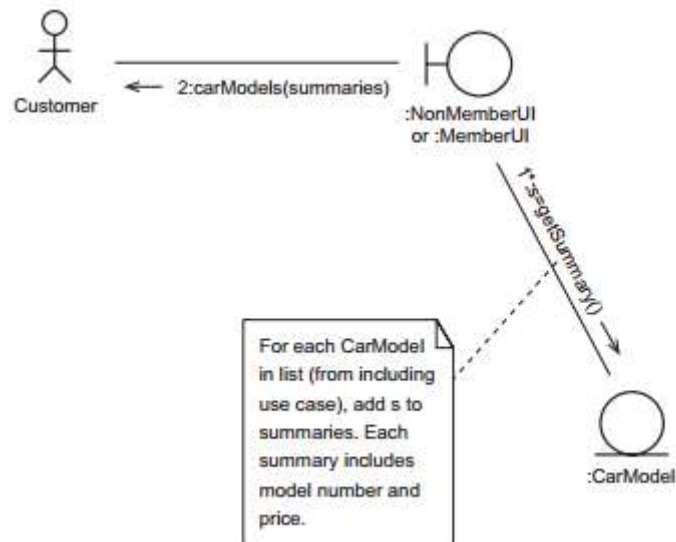 2:carModels(summaries)
Customer
:NonMemberUI
or :MemberUI
1*:s=getSummary()
For each CarModel
in list (from including
use case), add s to
summaries. Each
summary includes
model number and
price.
:CarModel